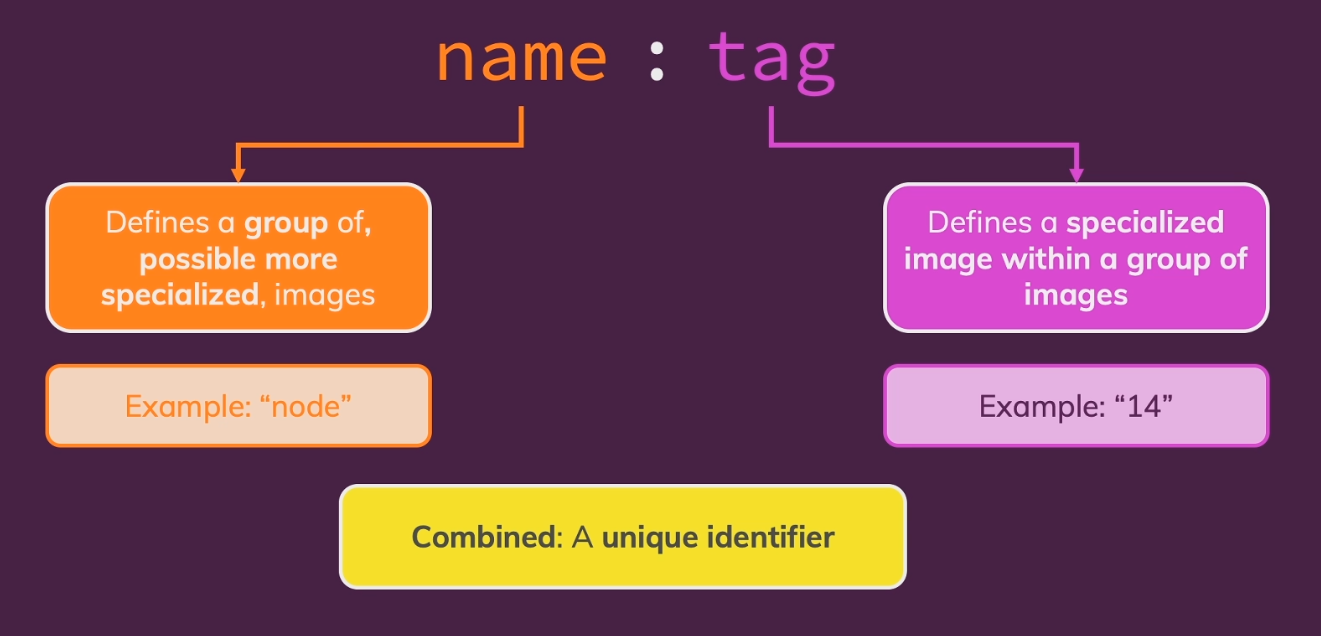 name : tag
Defines a group of,
possible more
specialized, images
Defines a specialized
image within a group of
images
Example: “node”
Example: “14”
Combined: A unique identifier